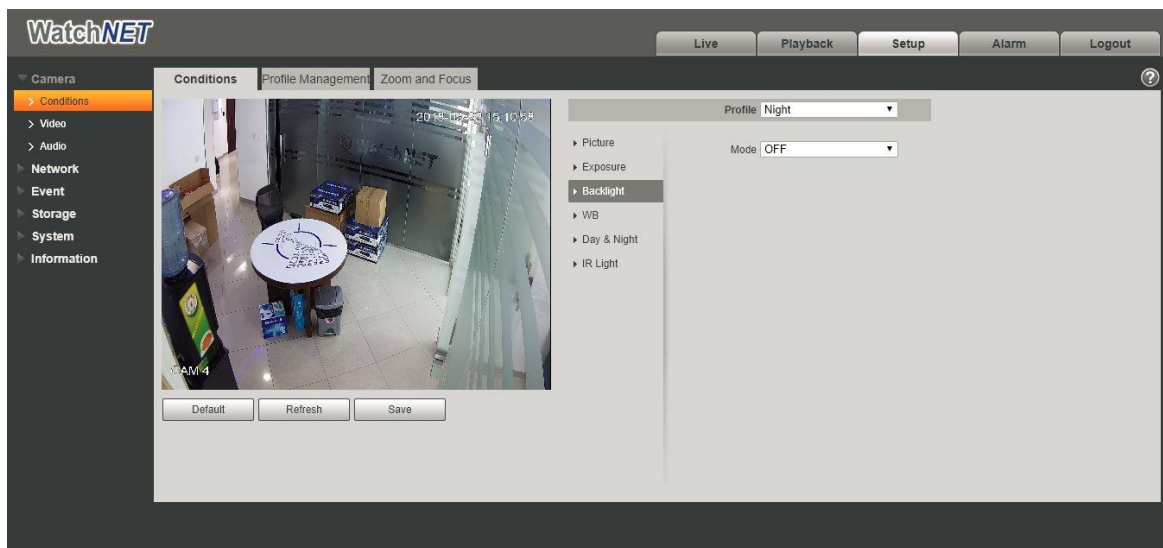 WatchNET
Live
Playback
Setup
Alarm
Logout
Camera
Conditions
Video
Audio
Network
Event
Storage
System
Information
Conditions
Profile Management
Zoom and Focus
?
CAM 4
Default
Refresh
Save
Profile Night
Picture
Exposure
Backlight
WB
Day & Night
IR Light
Mode OFF